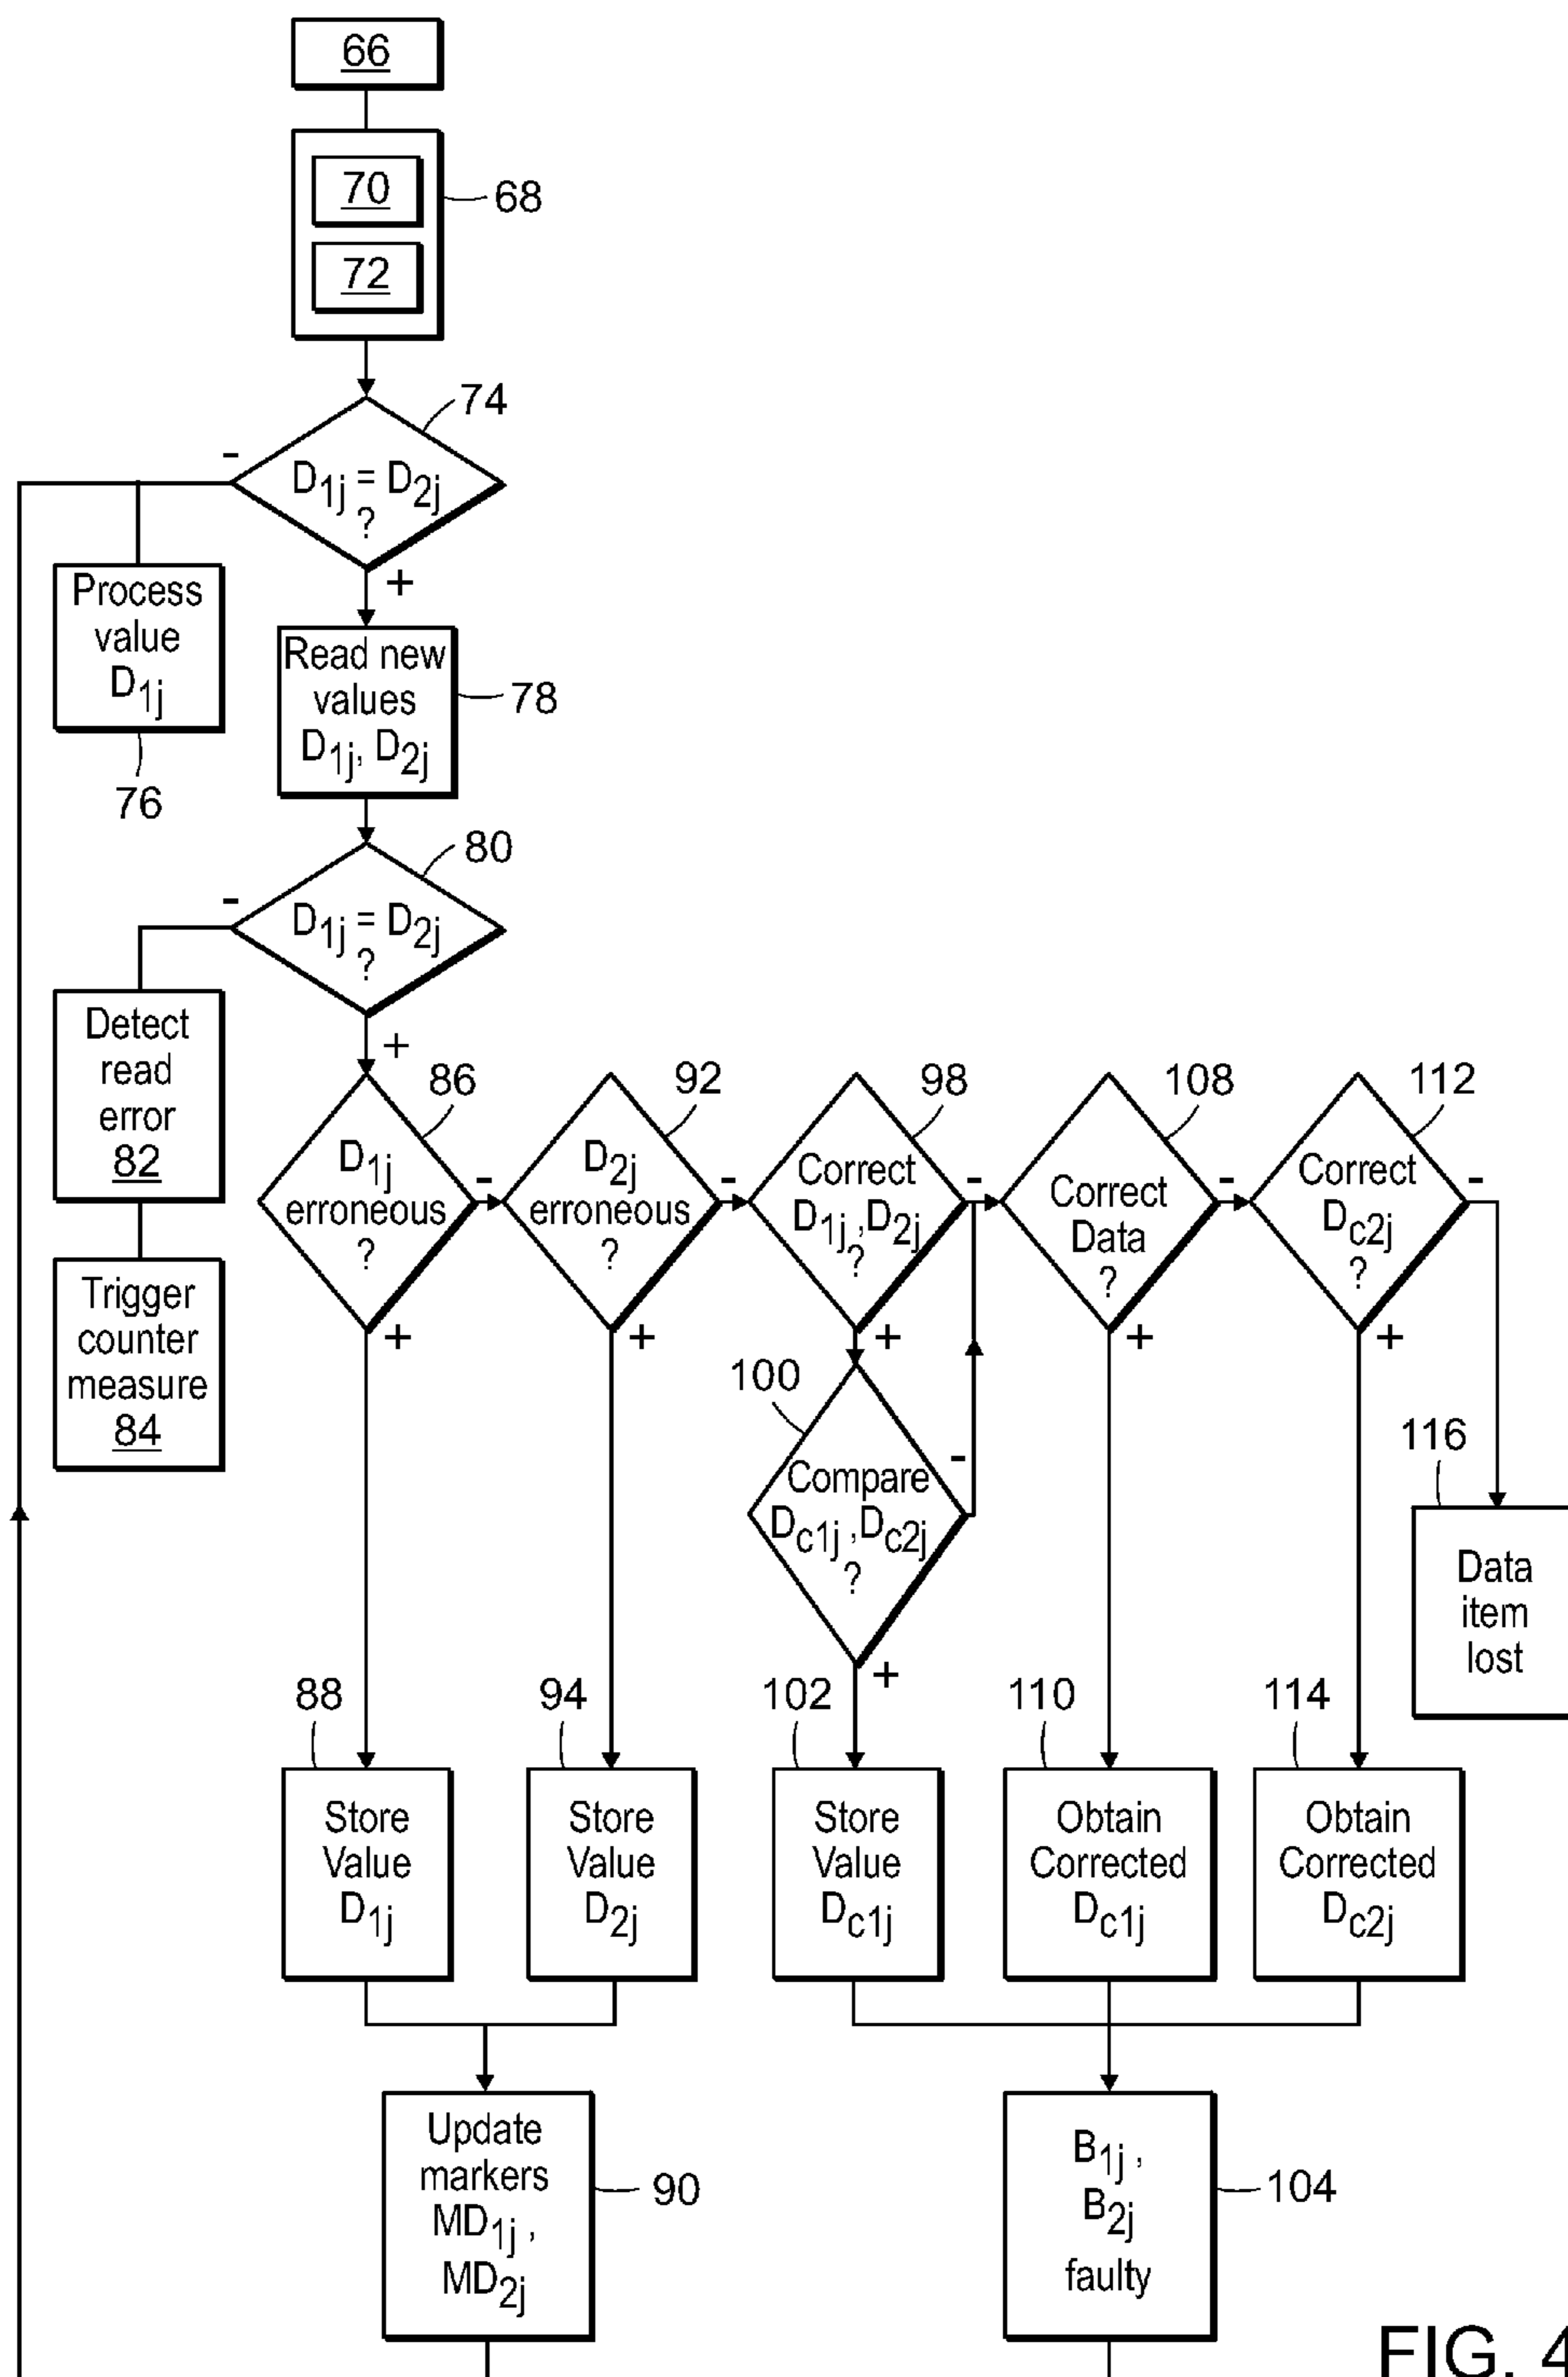 66
70
68
72
74
-
D1j = D2j
?
+
Process
value
D1j
76
Read new
values
D1j, D2j
78
80
-
D1j = D2j
?
+
Detect
read
error
82
Trigger
counter
measure
84
86
D1j
erroneous
?
-
+
92
D2j
erroneous
?
-
+
98
Correct
D1j,D2j
?
-
+
108
Correct
Data
?
-
+
112
Correct
Dc2j
?
-
+
100
Compare
Dc1j,Dc2j
?
-
+
116
Data
item
lost
88
Store
Value
D1j
94
Store
Value
D2j
102
Store
Value
Dc1j
110
Obtain
Corrected
Dc1j
114
Obtain
Corrected
Dc2j
Update
markers
MD1j,
MD2j
90
B1j,
B2j
faulty
104
FIG. 4